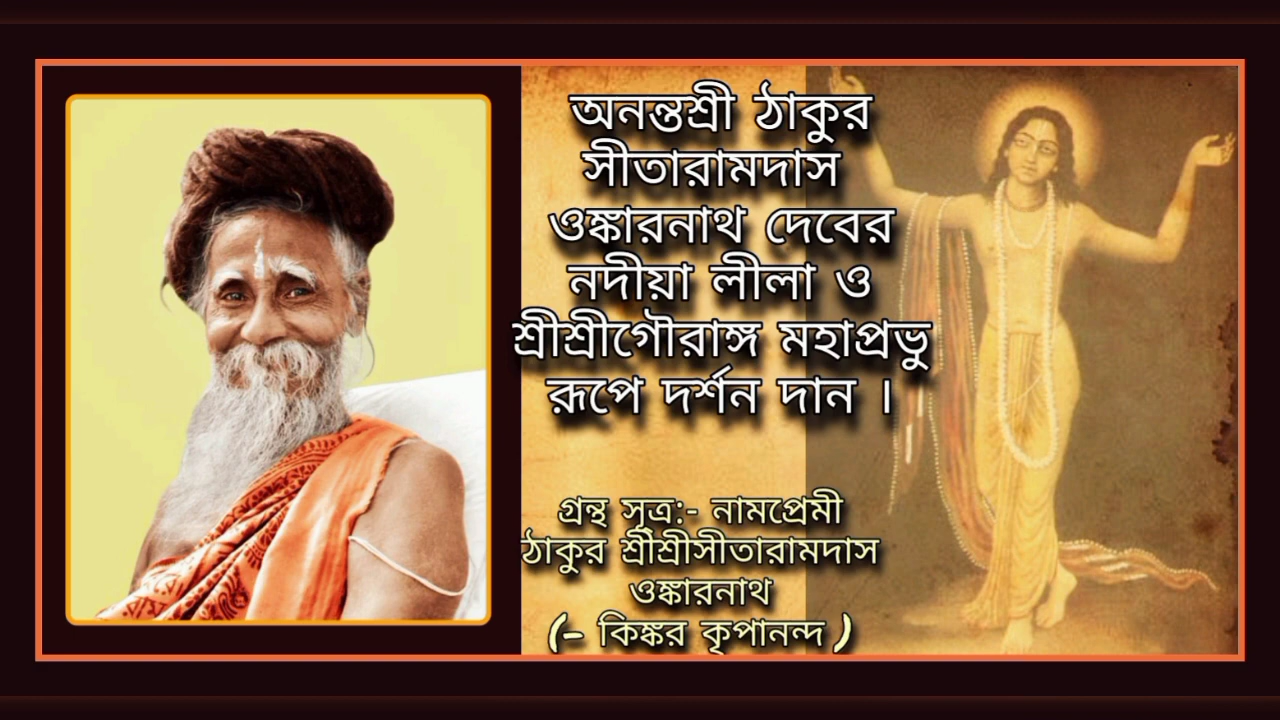 অনন্তশ্রী ঠাকুর
সীতারামদাস
ওঙ্কারনাথ দেবের
নদীয়া লীলা ও
শ্রীশ্রীগৌরাঙ্গ মহাপ্রভু
রূপে দর্শন দান ।
গ্রন্থ সূত্র:- নামপ্রেমী
ঠাকুর শ্রীশ্রীসীতারামদাস
ওঙ্কারনাথ
(- কিঙ্কর কৃপানন্দ )